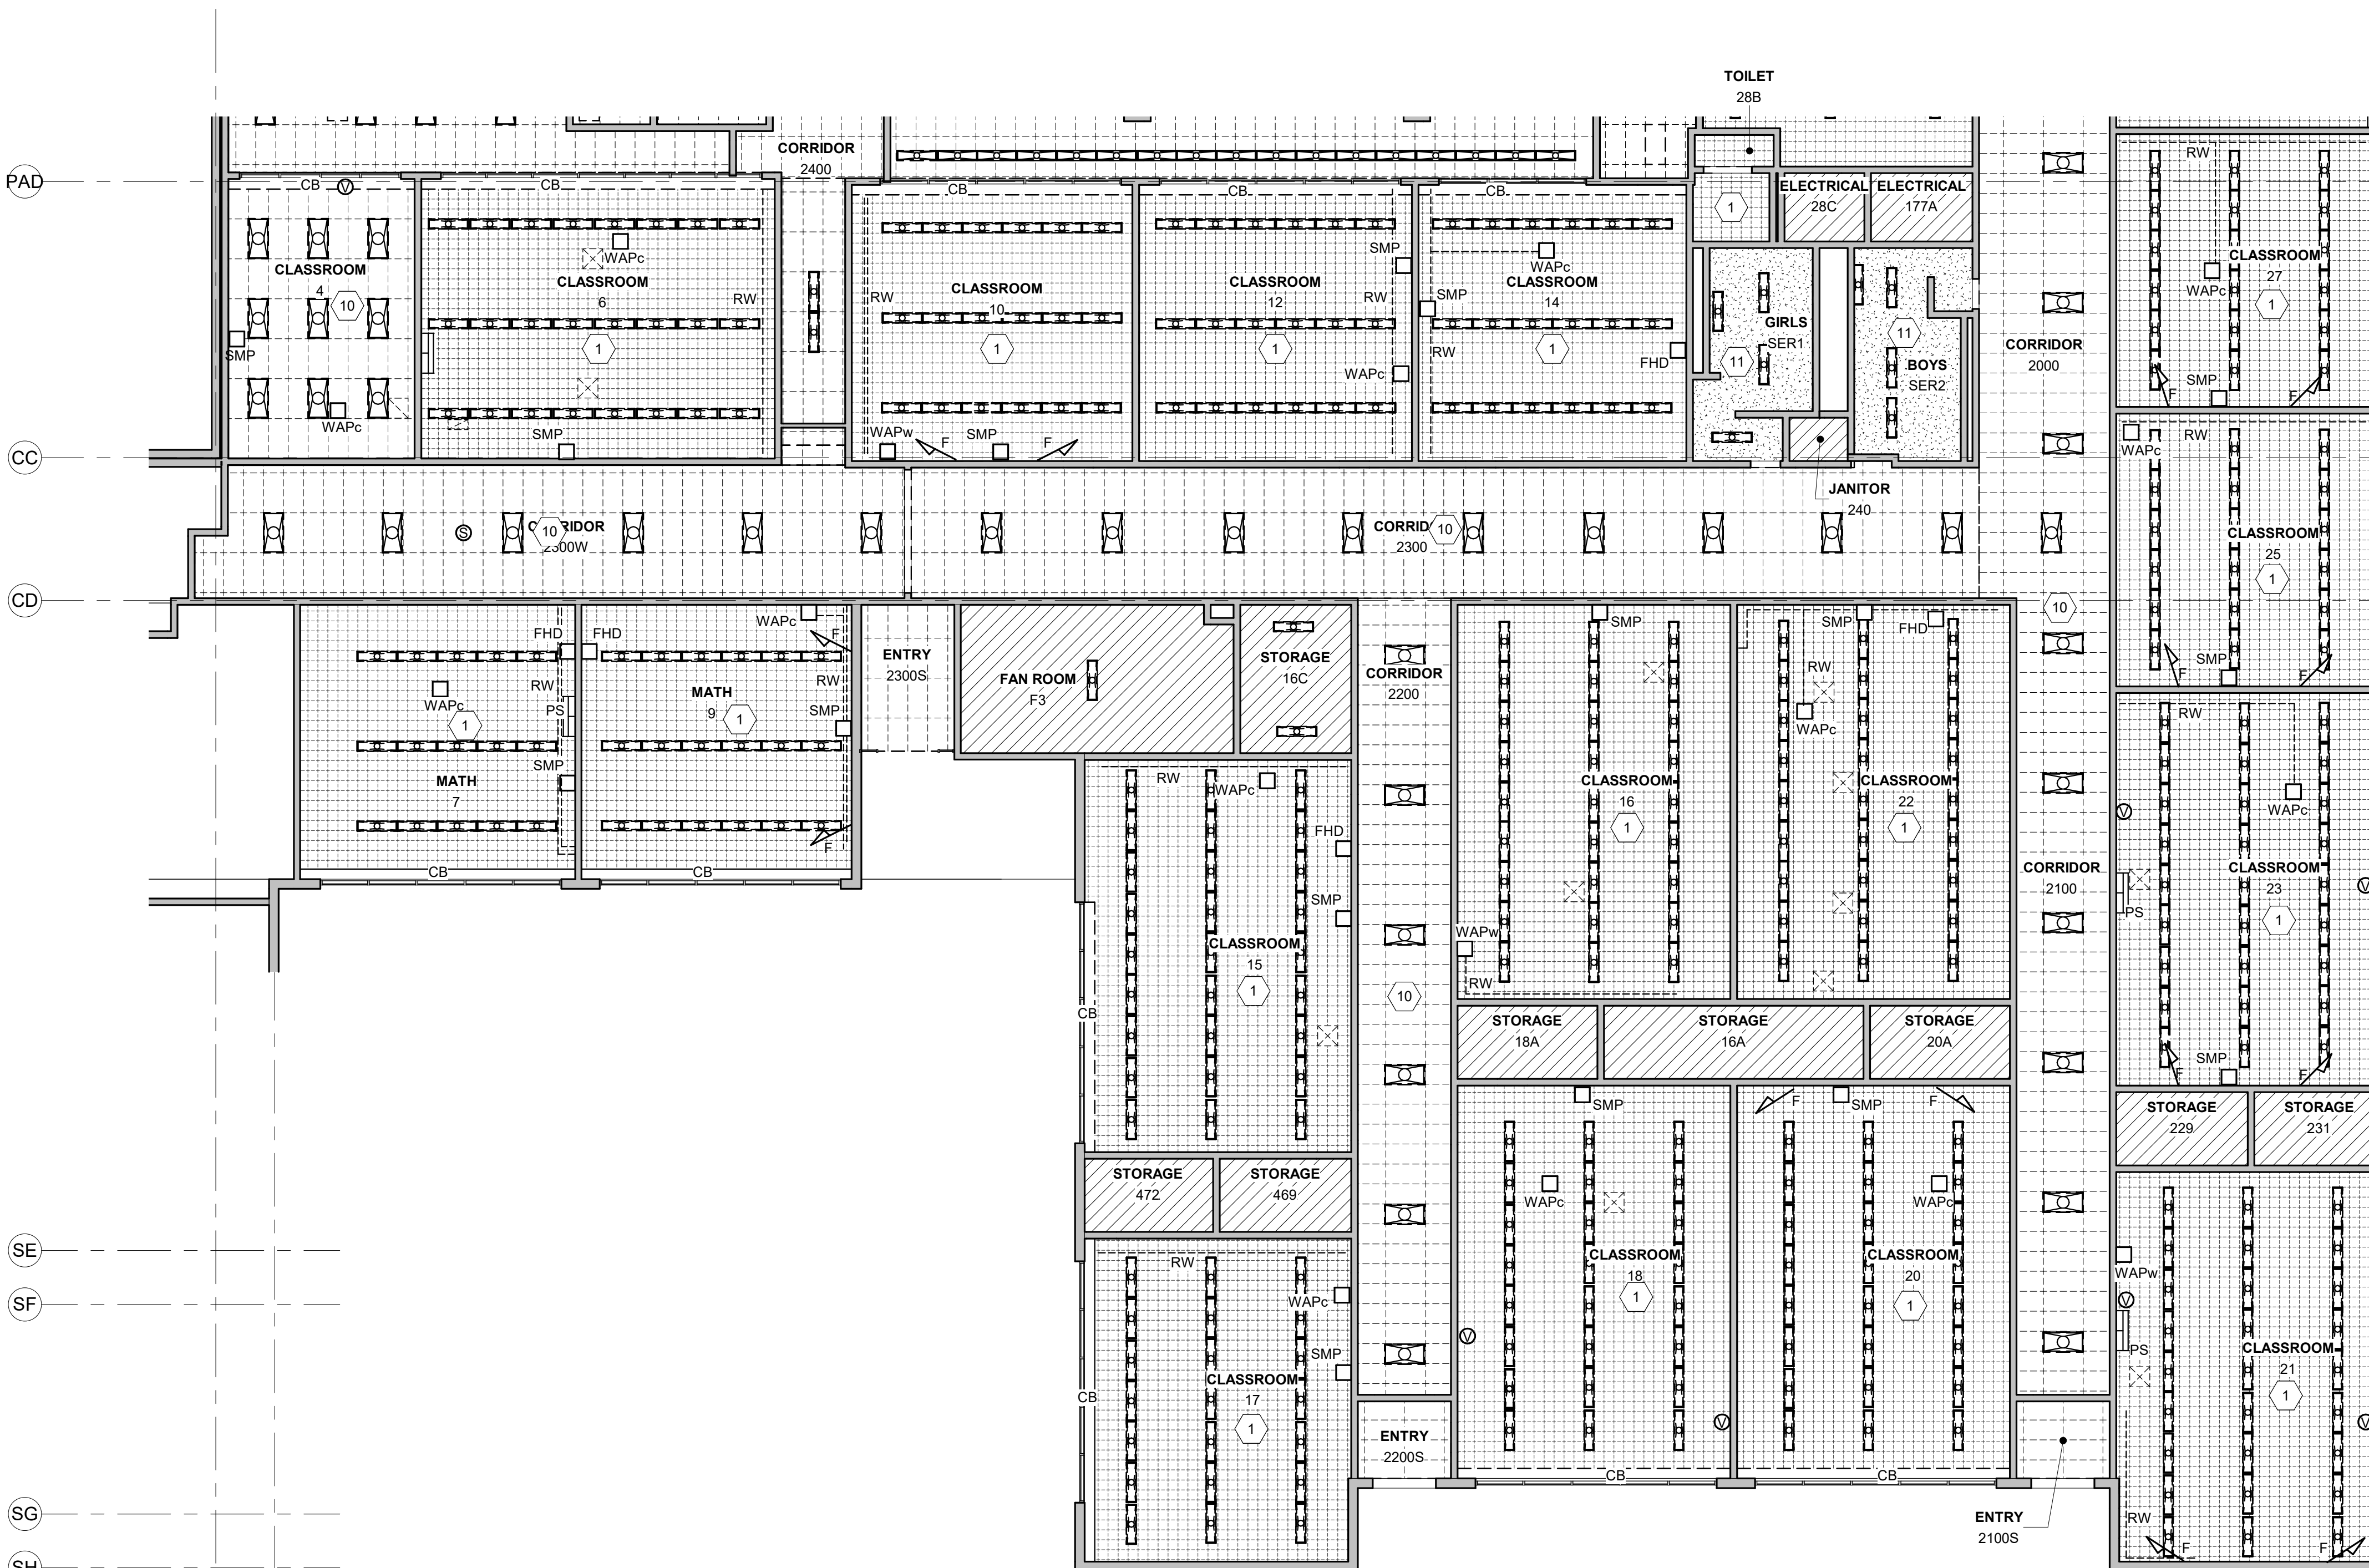 TOILET
28B
PAD
CORRIDOR
2400
CB
V
CB
CB
CB
CB
ELECTRICAL
28C
ELECTRICAL
177A
1
RW
CLASSROOM
4
10
SMP
WAPc
WAPc
CLASSROOM
6
RW
1
SMP
RW
CLASSROOM
10
1
WAPw
F
SMP
F
SMP
CLASSROOM
12
RW
1
WAPc
WAPc
CLASSROOM
14
SMP
RW
1
FHD
GIRLS
SER1
11
11
BOYS
SER2
CORRIDOR
2000
CLASSROOM
27
WAPc
1
SMP
F
F
CC
RW
WAPc
JANITOR
240
S
10
2300W
10
2300
CLASSROOM
25
1
SMP
F
F
CD
10
FHD
FHD
WAPc
F
RW
WAPc
PS
1
SMP
MATH
7
CB
MATH
9
1
RW
SMP
F
CB
ENTRY
2300S
FAN ROOM
F3
STORAGE
16C
CORRIDOR
2200
SMP
SMP
FHD
RW
WAPc
CLASSROOM
16
1
CLASSROOM
22
1
WAPw
RW
RW
WAPc
V
CORRIDOR
2100
CLASSROOM
23
V
PS
1
SMP
F
F
RW
WAPc
FHD
SMP
CLASSROOM
15
1
CB
10
STORAGE
18A
STORAGE
16A
STORAGE
20A
SMP
F
SMP
F
STORAGE
229
STORAGE
231
STORAGE
472
STORAGE
469
WAPc
WAPc
CLASSROOM
18
1
V
V
CLASSROOM
20
1
SE
SF
RW
WAPc
SMP
CLASSROOM
17
1
CB
WAPw
V
PS
CLASSROOM
21
1
V
ENTRY
2200S
CB
CB
ENTRY
2100S
RW
F
F
SG
SH